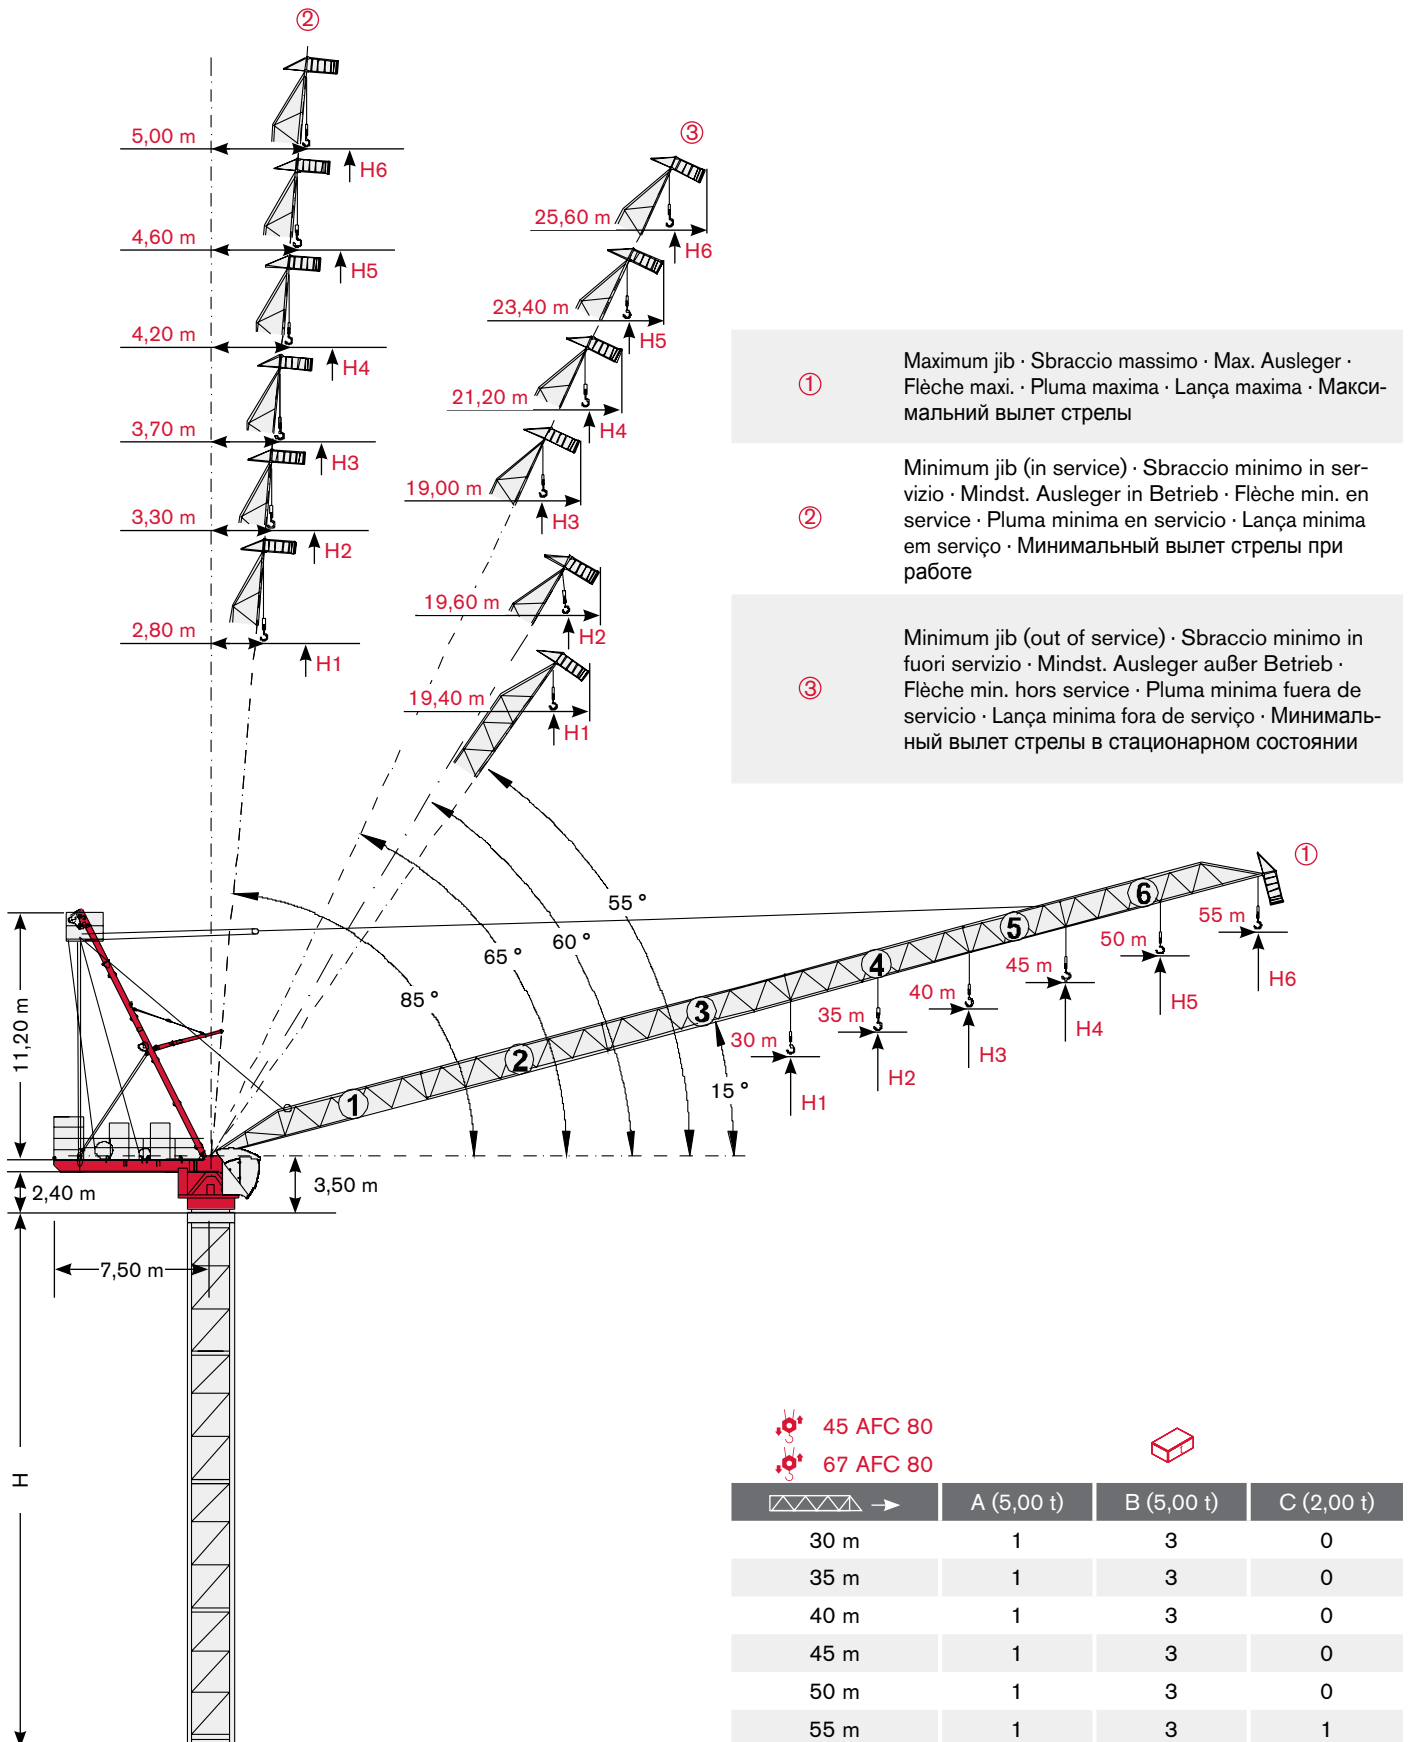 ②
5,00 m
H6
4,60 m
H5
4,20 m
H4
3,70 m
H3
3,30 m
H2
2,80 m
H1
③
25,60 m
H6
23,40 m
H5
21,20 m
H4
19,00 m
H3
19,60 m
H2
19,40 m
H1
①
Maximum jib · Sbraccio massimo · Max. Ausleger ·
Flèche maxi. · Pluma maxima · Lança maxima · Макси-
мальний вылет стрелы
②
Minimum jib (in service) · Sbraccio minimo in ser-
vizio · Mindst. Ausleger in Betrieb · Flèche min. en
service · Pluma minima en servicio · Lança minima
em serviço · Минимальный вылет стрелы при
работе
③
Minimum jib (out of service) · Sbraccio minimo in
fuori servizio · Mindst. Ausleger außer Betrieb ·
Flèche min. hors service · Pluma minima fuera de
servicio · Lança minima fora de serviço · Минималь-
ный вылет стрелы в стационарном состоянии
①
55 °
60 °
65 °
85 °
15 °
1
2
3
4
5
6
30 m
H1
35 m
H2
40 m
H3
45 m
H4
50 m
H5
55 m
H6
11,20 m
2,40 m
3,50 m
7,50 m
H
45 AFC 80
67 AFC 80
A (5,00 t) B (5,00 t) C (2,00 t)
30 m 1 3 0
35 m 1 3 0
40 m 1 3 0
45 m 1 3 0
50 m 1 3 0
55 m 1 3 1